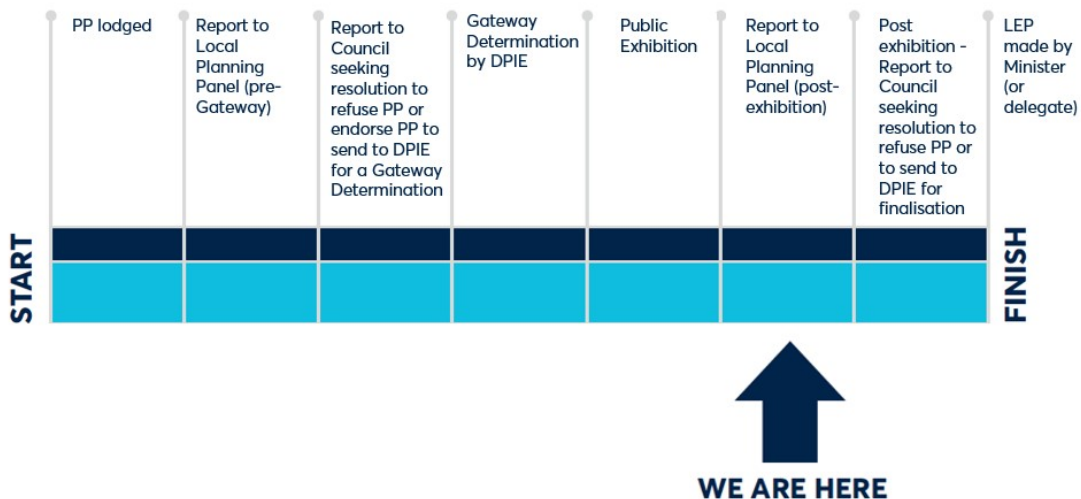 PP lodged
Report to
Local
Planning
Panel (pre-
Gateway)
Report to
Council
seeking
resolution to
refuse PP or
endorse PP to
send to DPIE
for a Gateway
Determination
Gateway
Determination
by DPIE
Public
Exhibition
Report to
Local
Planning
Panel (post-
exhibition)
Post
exhibition -
Report to
Council
seeking
resolution to
refuse PP or
to send to
DPIE for
finalisation
LEP
made by
Minister
(or
delegate)
START
FINISH
WE ARE HERE